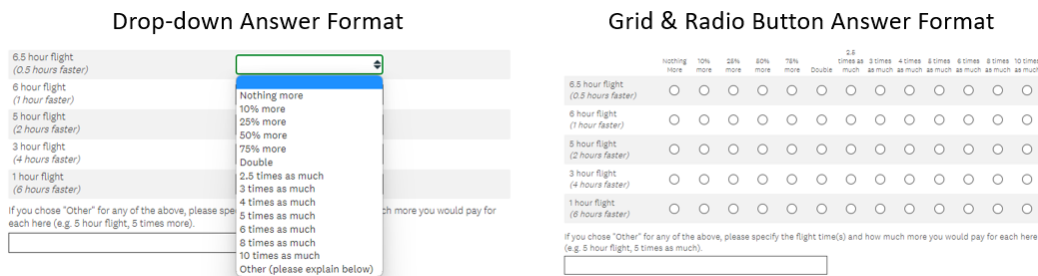 Drop-down Answer Format
6.5 hour flight
(0.5 hours faster)
6 hour flight
(1 hour faster)
5 hour flight
(2 hours faster)
3 hour flight
(4 hours faster)
1 hour flight
(6 hours faster)
Nothing more
10% more
25% more
50% more
75% more
Double
2.5 times as much
3 times as much
4 times as much
5 times as much
6 times as much
8 times as much
10 times as much
Other (please explain below)
If you chose "Other" for any of the above, please spe ch more you would pay for
each here (e.g. 5 hour flight, 5 times more).
Grid & Radio Button Answer Format
Nothing More
10% more
25% more
50% more
75% more
Double
2.5 times as much
3 times as much
4 times as much
5 times as much
6 times as much
8 times as much
10 times as much
6.5 hour flight
(0.5 hours faster)
6 hour flight
(1 hour faster)
5 hour flight
(2 hours faster)
3 hour flight
(4 hours faster)
1 hour flight
(6 hours faster)
If you chose "Other" for any of the above, please specify the flight time(s) and how much more you would pay for each here
(e.g. 5 hour flight, 5 times as much).